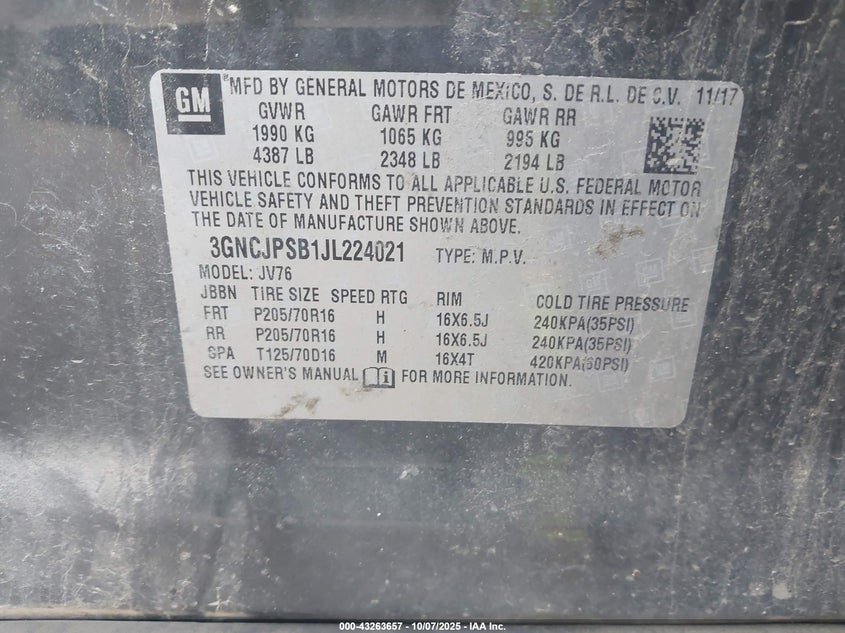 GM
MFD BY GENERAL MOTORS DE MEXICO, S. DE R.L. DE C.V. 11/17
GVWR GAWR FRT GAWR RR
1990 KG 1065 KG 995 KG
4387 LB 2348 LB 2194 LB
THIS VEHICLE CONFORMS TO ALL APPLICABLE U.S. FEDERAL MOTOR
VEHICLE SAFETY AND THEFT PREVENTION STANDARDS IN EFFECT ON
THE DATE OF MANUFACTURE SHOWN ABOVE.
3GNCJPSB1JL224021 TYPE: M.P.V.
MODEL: JV76
JBBN TIRE SIZE SPEED RTG RIM COLD TIRE PRESSURE
FRT P205/70R16 H 16X6.5J 240KPA(35PSI)
RR P205/70R16 H 16X6.5J 240KPA(35PSI)
SPA T125/70D16 M 16X4T 420KPA(60PSI)
SEE OWNER'S MANUAL FOR MORE INFORMATION.
000-43263657 - 10/07/2025 - IAA Inc.